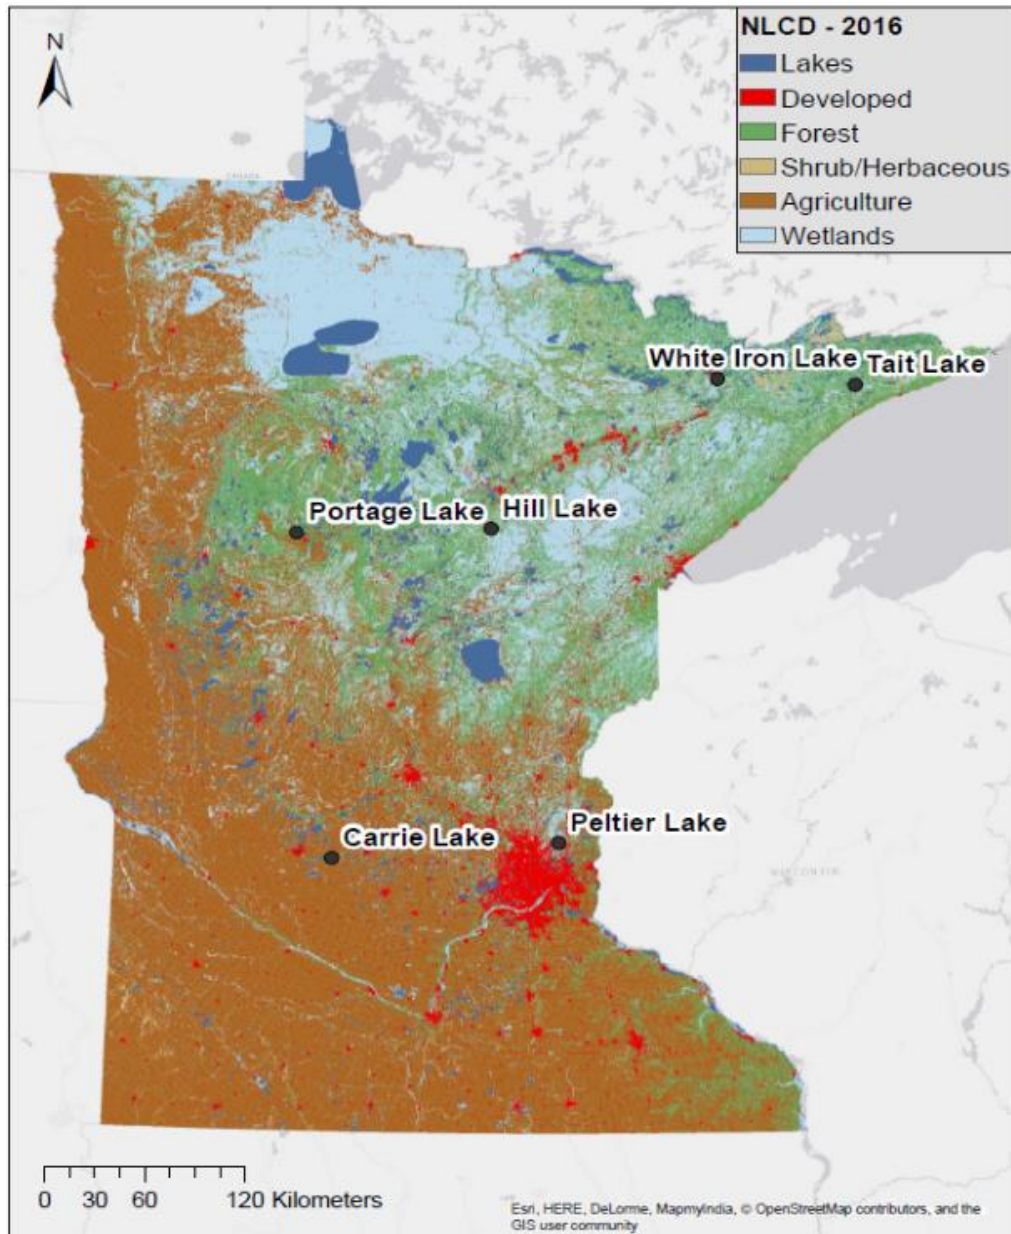 N
NLCD - 2016
Lakes
Developed
Forest
Shrub/Herbaceous
Agriculture
Wetlands
CANADA
White Iron Lake
Tait Lake
Portage Lake
Hill Lake
Carrie Lake
Peltier Lake
WISCONSIN
0 30 60 120 Kilometers
Esri, HERE, DeLorme, MapmyIndia, © OpenStreetMap contributors, and the
GIS user community